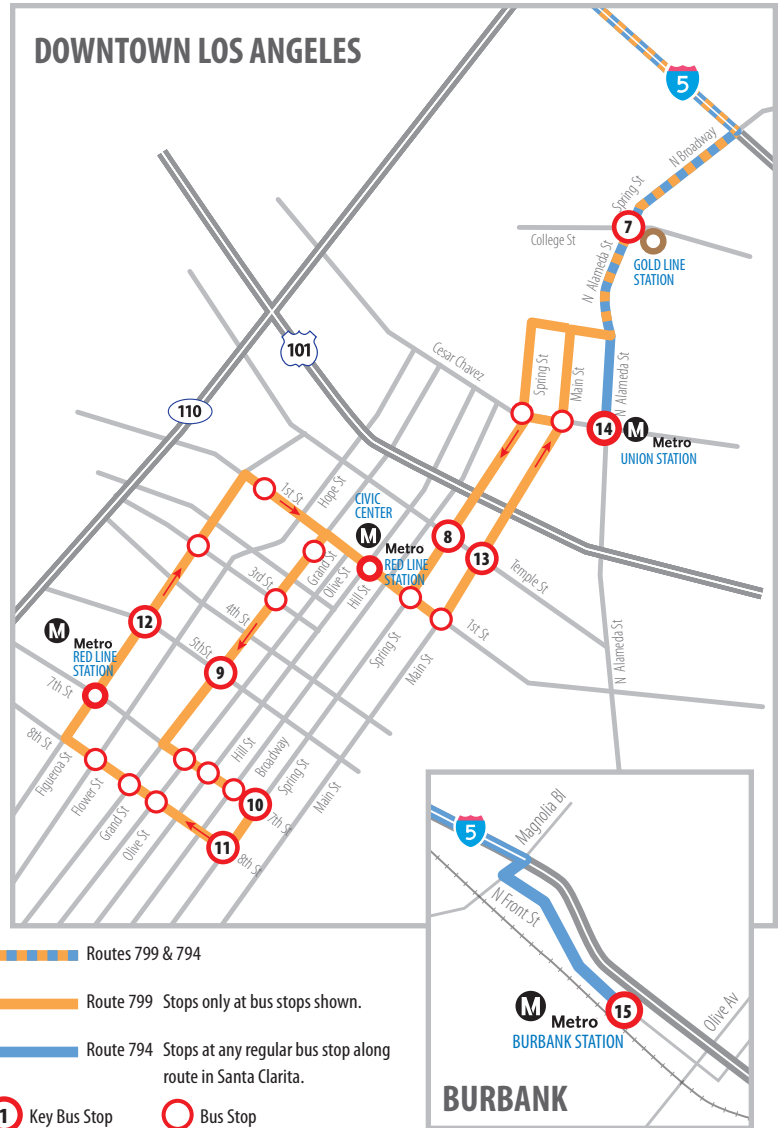 DOWNTOWN LOS ANGELES
5
N Broadway
Spring St
7
College St
GOLD LINE
STATION
N Alameda St
101
Cesar Chavez
Spring St
Main St
N Alameda St
110
14
M
Metro
UNION STATION
1st St
Hope St
CIVIC
CENTER
M
Metro
RED LINE
STATION
8
13
Temple St
Grand St
Olive St
Hill St
3rd St
4th St
12
M
Metro
RED LINE
STATION
5thSt
9
Spring St
Main St
1st St
N Alameda St
7th St
8th St
Figueroa St
Flower St
Grand St
Olive St
Hill St
Broadway
Spring St
Main St
10
7th St
11
8th St
5
Magnolia Bl
N Front St
15
M
Metro
BURBANK STATION
Olive Av
BURBANK
Routes 799 & 794
Route 799 Stops only at bus stops shown.
Route 794 Stops at any regular bus stop along
route in Santa Clarita.
1 Key Bus Stop
Bus Stop